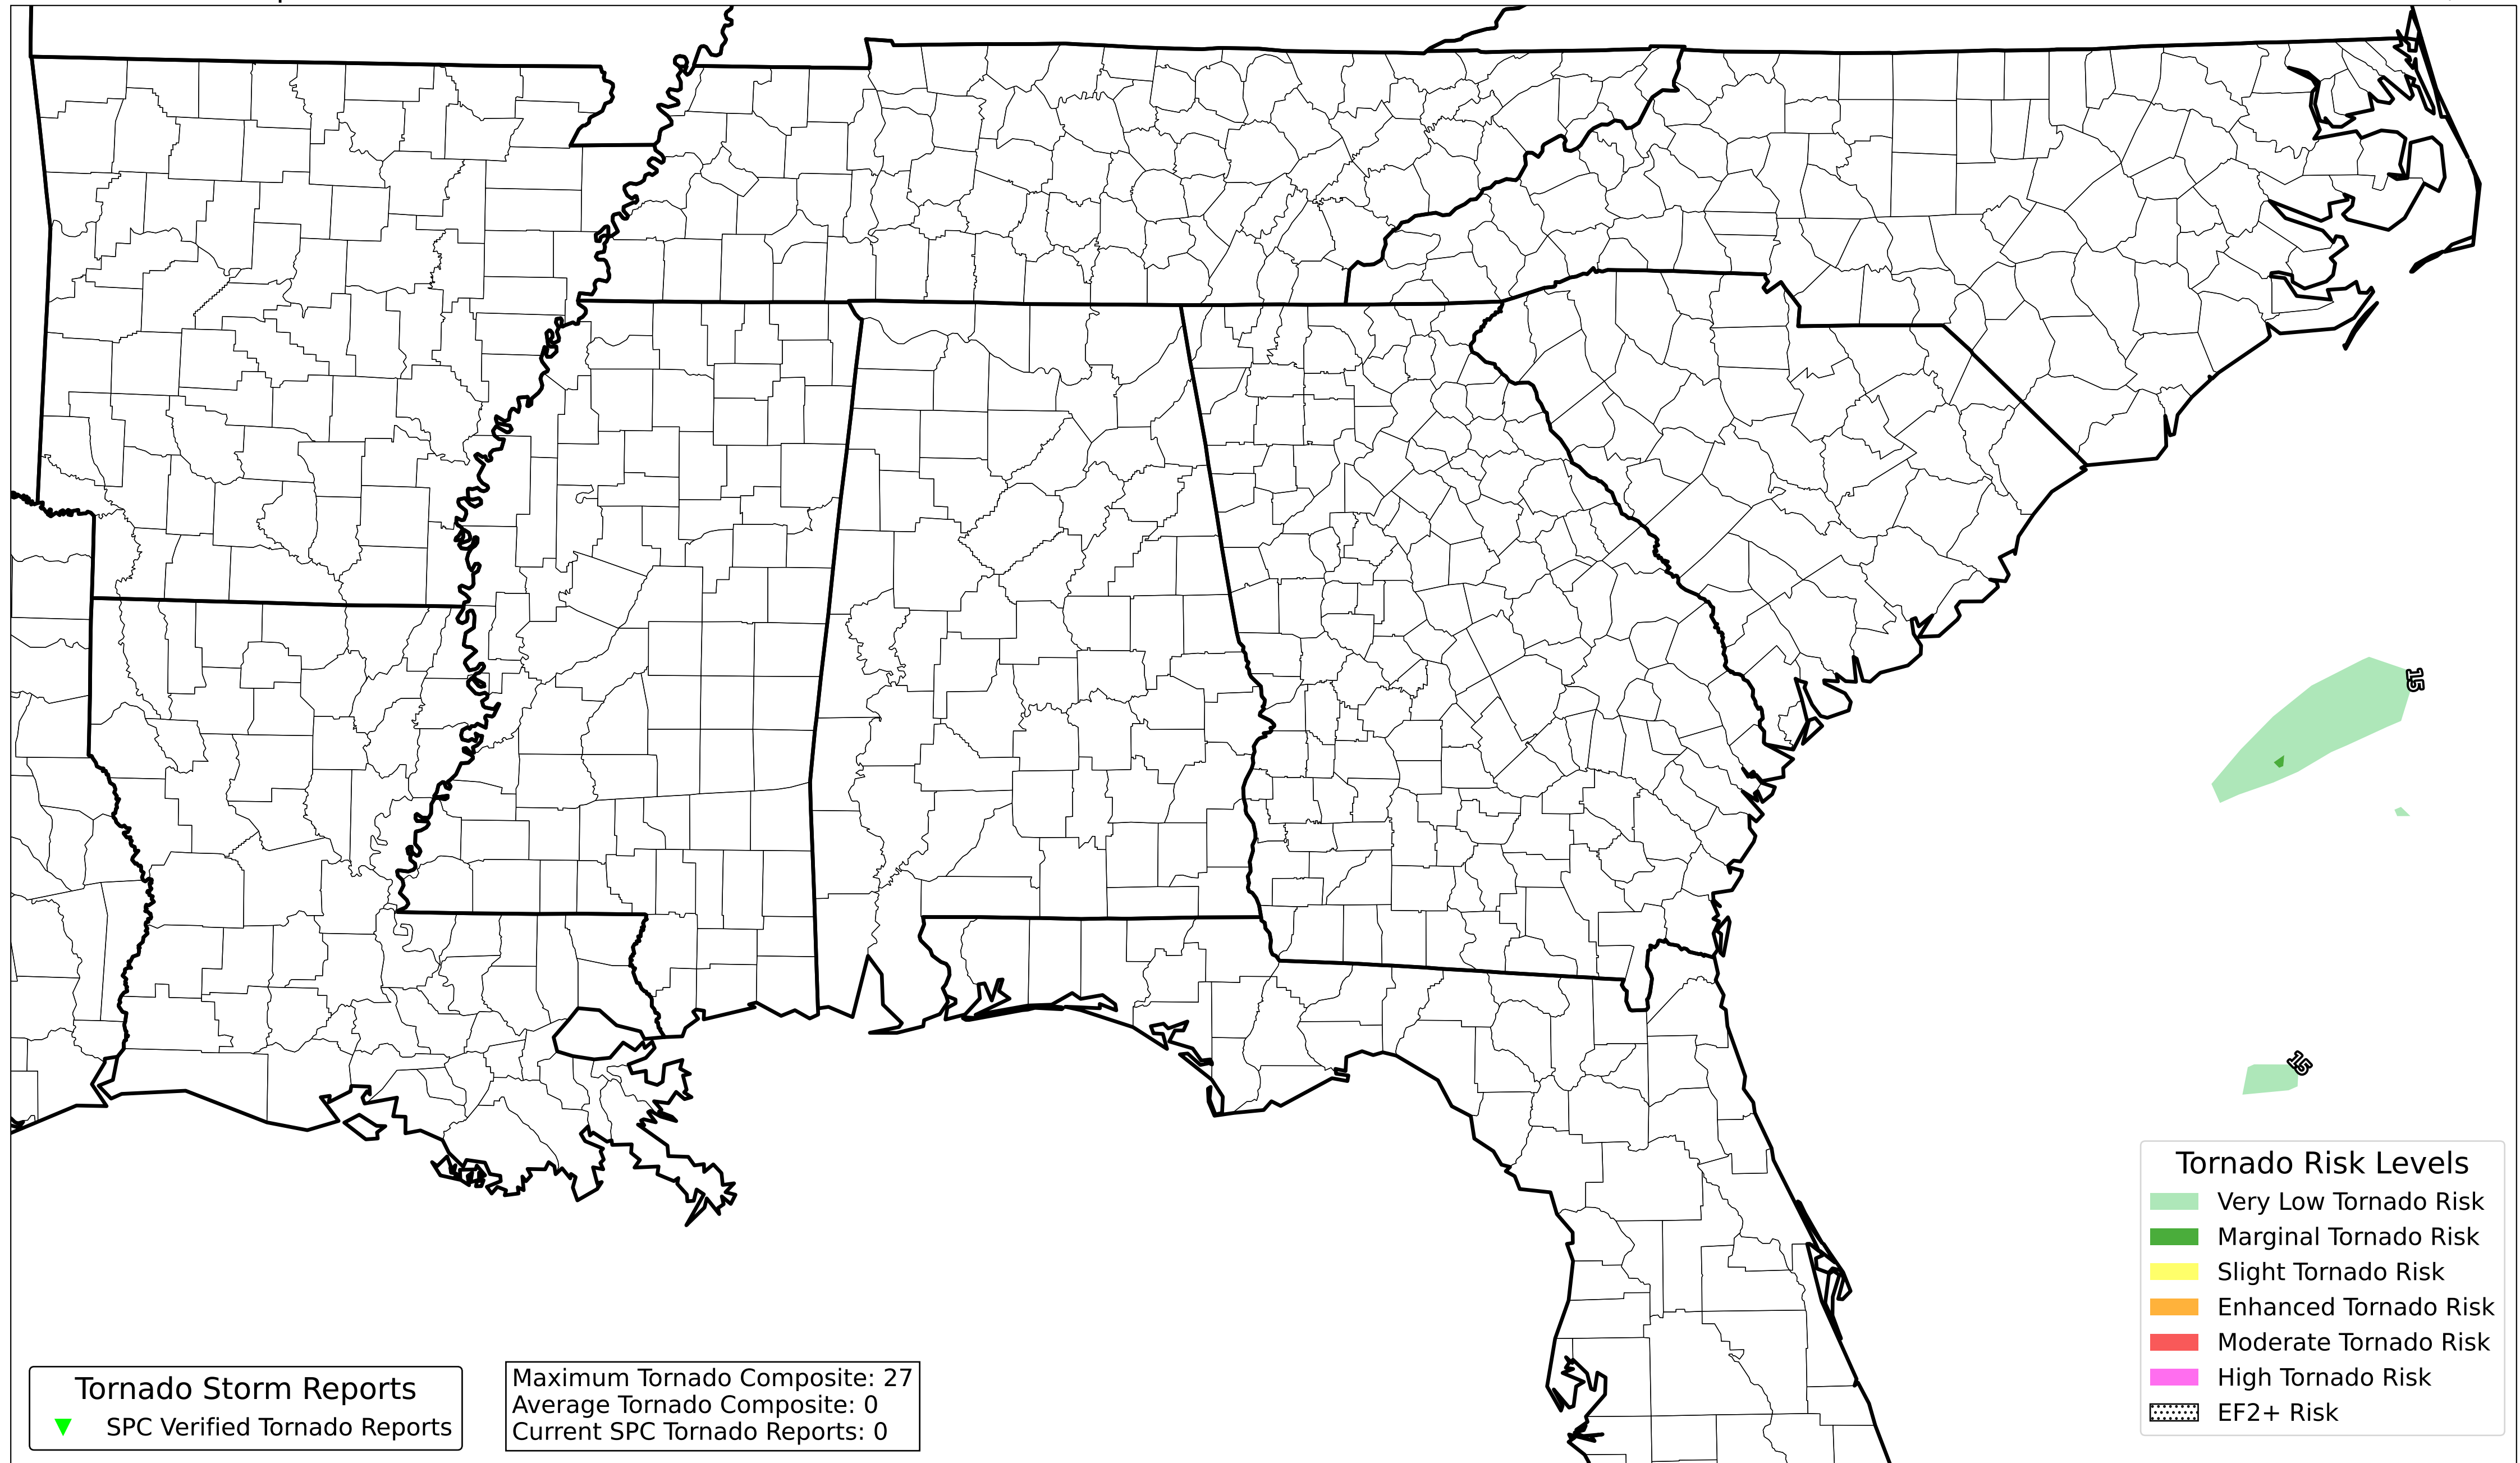 15
15
Tornado Risk Levels
Very Low Tornado Risk
Marginal Tornado Risk
Slight Tornado Risk
Enhanced Tornado Risk
Moderate Tornado Risk
High Tornado Risk
EF2+ Risk
Tornado Storm Reports
SPC Verified Tornado Reports
Maximum Tornado Composite: 27
Average Tornado Composite: 0
Current SPC Tornado Reports: 0